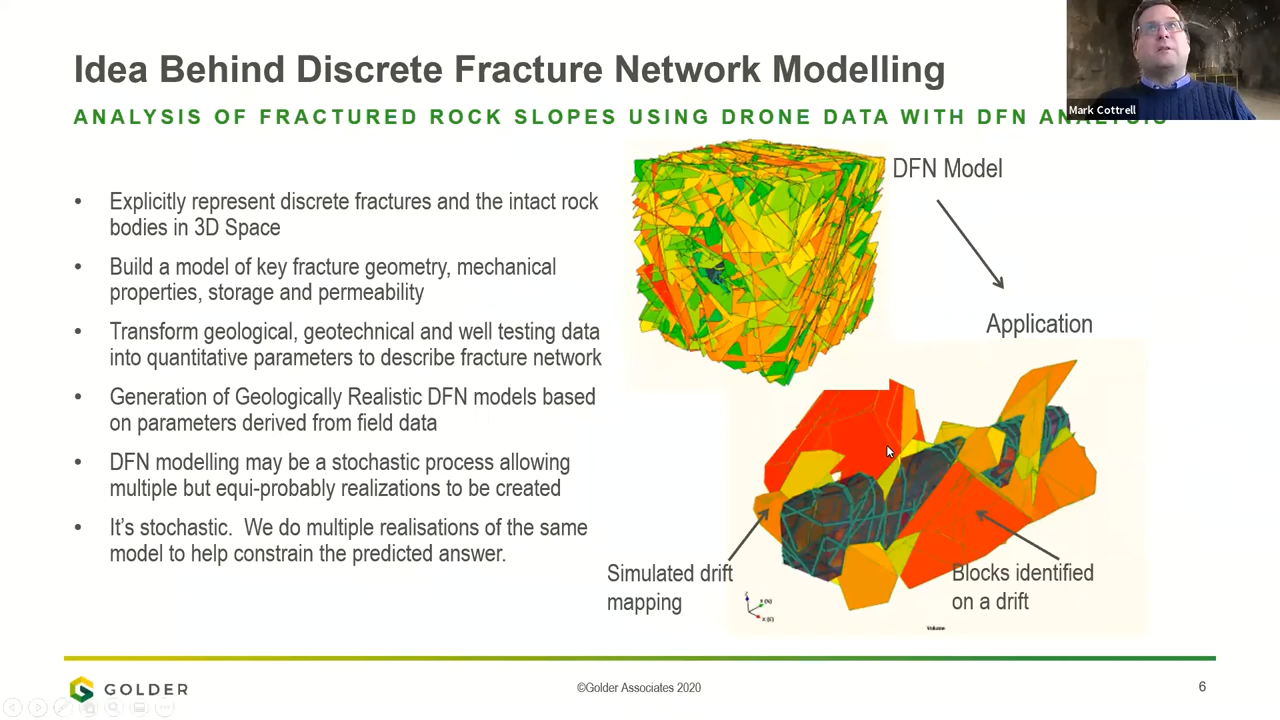 Idea Behind Discrete Fracture Network Modelling
Mark Cottrell
ANALYSIS OF FRACTURED ROCK SLOPES USING DRONE DATA WITH DFN ANALYSIS
• Explicitly represent discrete fractures and the intact rock
bodies in 3D Space
• Build a model of key fracture geometry, mechanical
properties, storage and permeability
• Transform geological, geotechnical and well testing data
into quantitative parameters to describe fracture network
• Generation of Geologically Realistic DFN models based
on parameters derived from field data
• DFN modelling may be a stochastic process allowing
multiple but equi-probably realizations to be created
• It's stochastic. We do multiple realisations of the same
model to help constrain the predicted answer.
DFN Model
Application
Simulated drift
mapping
Blocks identified
on a drift
Z
Y (N)
X (E)
Volume
GOLDER
©Golder Associates 2020
6